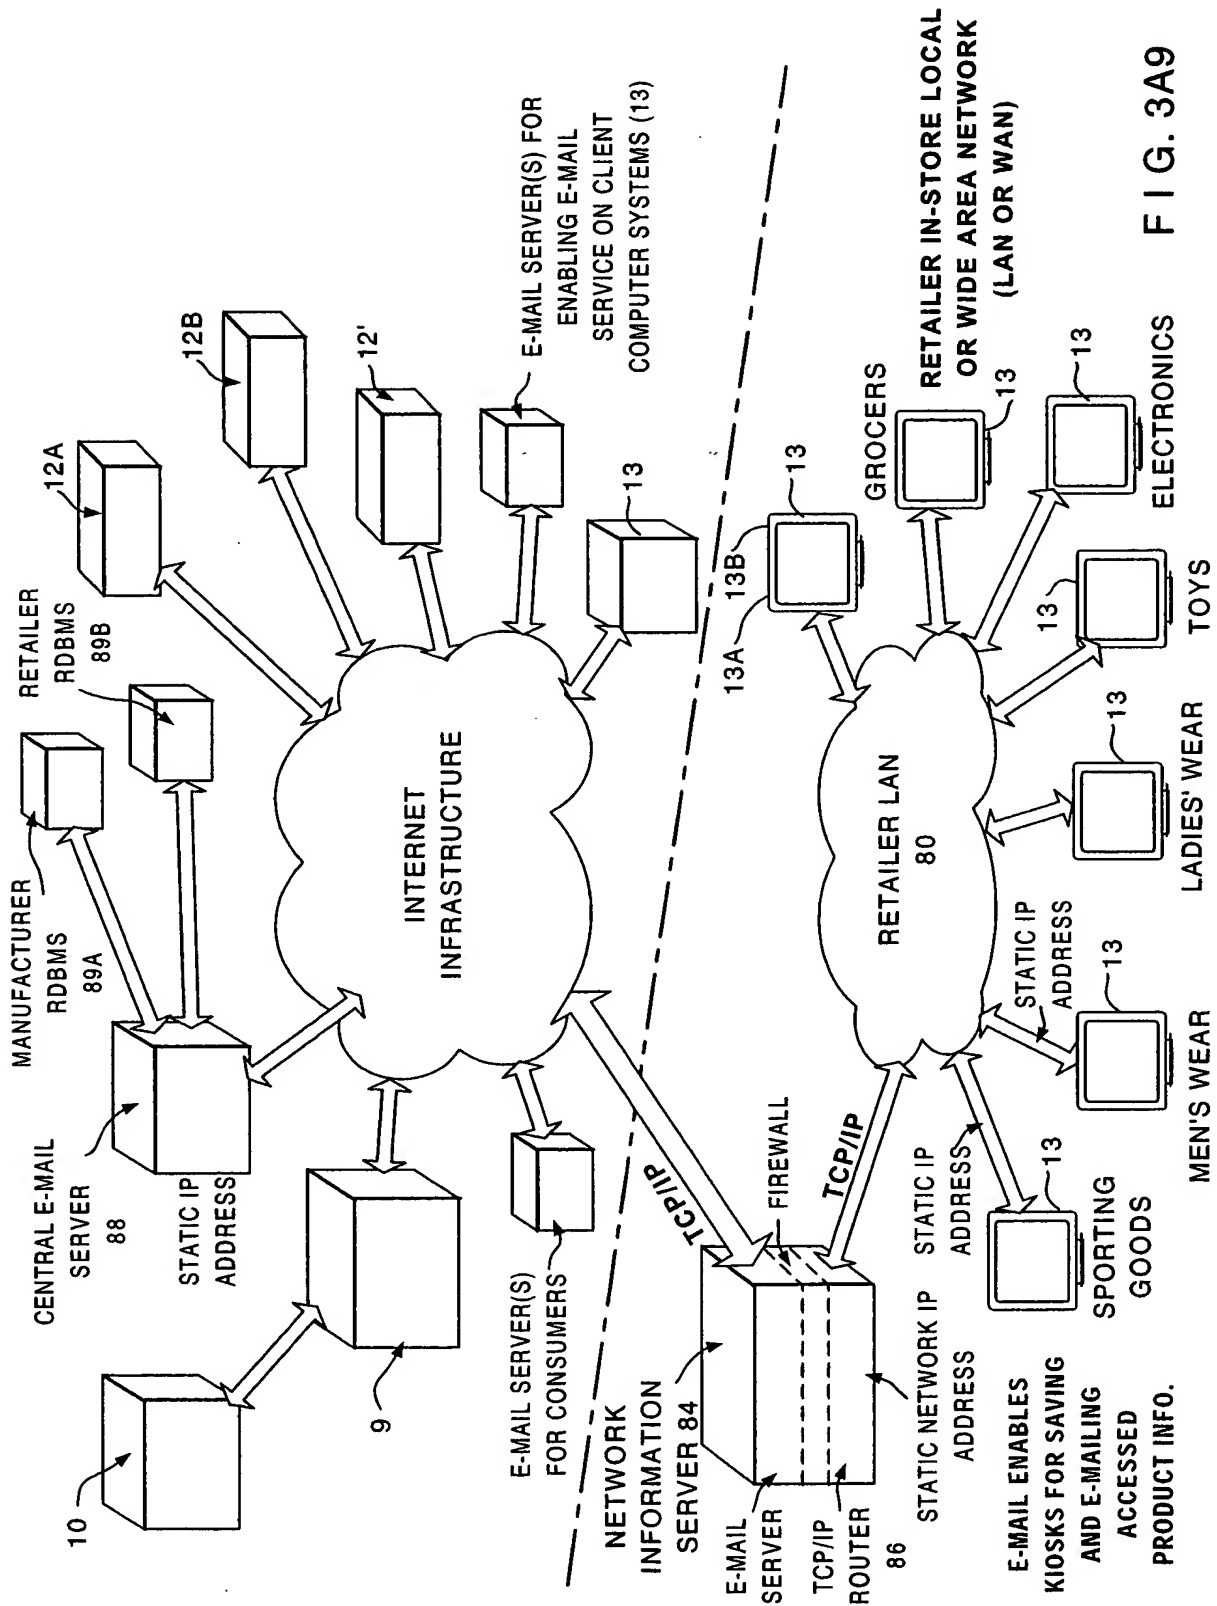 10
9
CENTRAL E-MAIL
SERVER
88
STATIC IP
ADDRESS
MANUFACTURER
RDBMS
89A
RETAILER
RDBMS
89B
12A
12B
12'
E-MAIL SERVER(S) FOR
ENABLING E-MAIL
SERVICE ON CLIENT
COMPUTER SYSTEMS (13)
13
INTERNET
INFRASTRUCTURE
E-MAIL SERVER(S)
FOR CONSUMERS
TCP/IP
NETWORK
INFORMATION
SERVER 84
E-MAIL
SERVER
TCP/IP
ROUTER
86
FIREWALL
TCP/IP
STATIC NETWORK IP
ADDRESS
RETAILER LAN
80
13A
13B
13
GROCERS
13
RETAILER IN-STORE LOCAL
OR WIDE AREA NETWORK
(LAN OR WAN)
STATIC IP
ADDRESS
13
SPORTING
GOODS
STATIC IP
ADDRESS
13
MEN'S WEAR
13
LADIES' WEAR
13
TOYS
13
ELECTRONICS
E-MAIL ENABLES
KIOSKS FOR SAVING
AND E-MAILING
ACCESSED
PRODUCT INFO.
FIG. 3A9